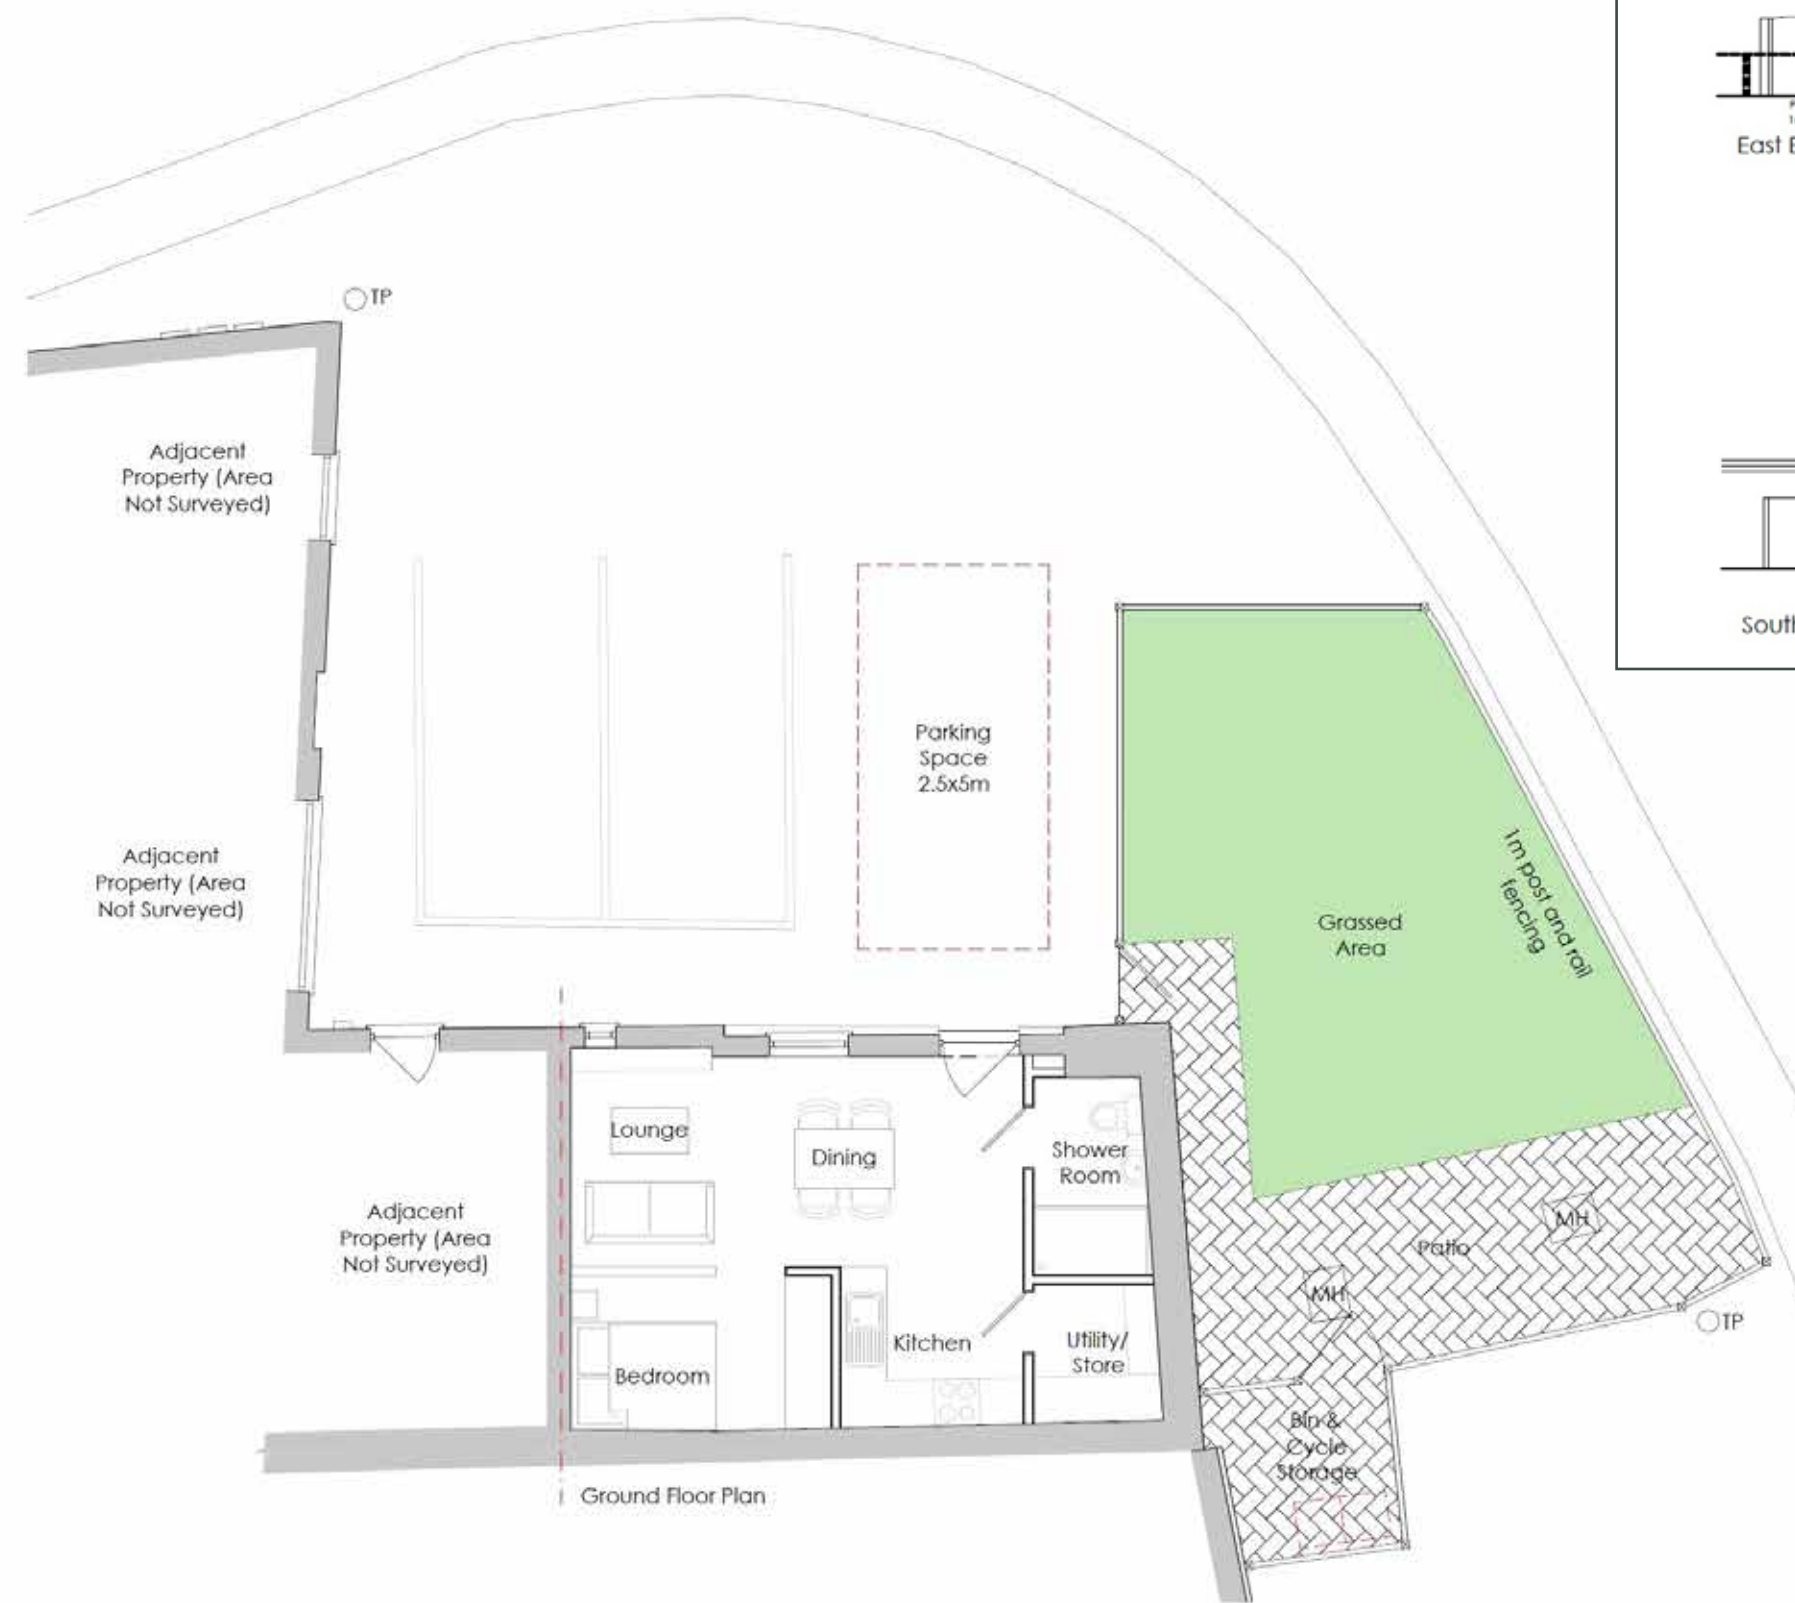 East
TP
Adjacent
Property (Area
Not Surveyed)
South
Parking
Space
2.5x5m
1m post and rail
fencing
Adjacent
Property (Area
Not Surveyed)
Grassed
Area
Lounge
Dining
Shower
Room
Adjacent
Property (Area
Not Surveyed)
MH
Patio
MH
TP
Kitchen
Utility/
Store
Bedroom
Bin &
Cycle
Storage
Ground Floor Plan